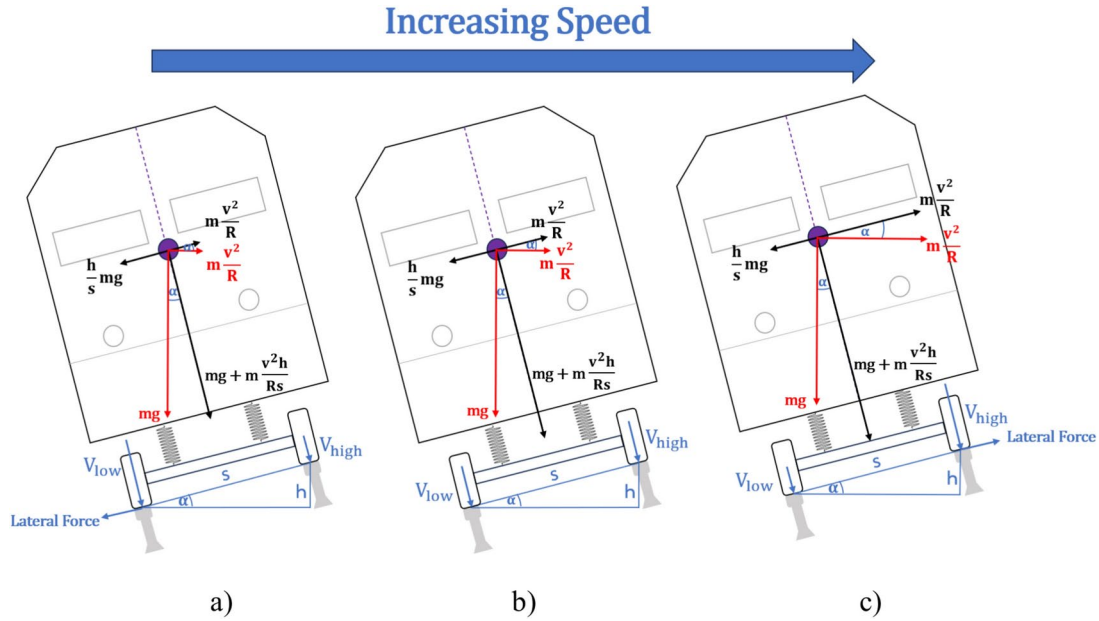 Increasing Speed
m v²/R
α
m v²/R
h/s mg
α
mg + m v²h/Rs
mg
V_low
V_high
s
h
α
Lateral Force
m v²/R
α
m v²/R
h/s mg
α
mg + m v²h/Rs
mg
V_low
V_high
s
h
α
m v²/R
α
m v²/R
h/s mg
α
mg + m v²h/Rs
mg
V_high
Lateral Force
V_low
s
h
α
a)
b)
c)